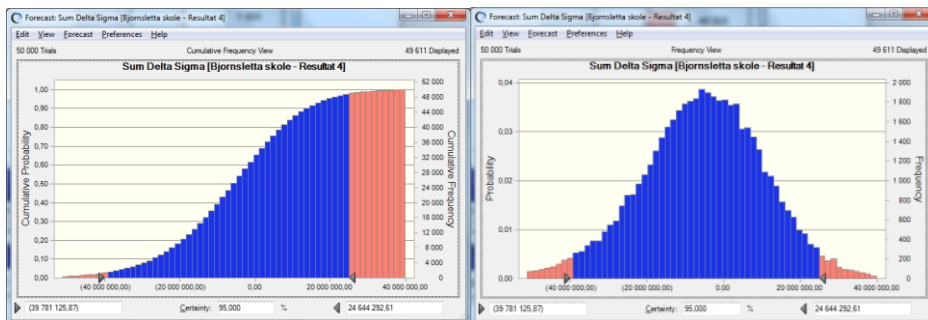 Forecast: Sum Delta Sigma [Bjornsletta skole - Resultat 4]
Edit View Forecast Preferences Help
50 000 Trials Cumulative Frequency View 49 611 Displayed
Sum Delta Sigma [Bjornsletta skole - Resultat 4]
1,00
0,90
0,80
0,70
0,60
0,50
0,40
0,30
0,20
0,10
0,00
Cumulative Probability
52 000
48 000
44 000
40 000
36 000
32 000
28 000
24 000
20 000
16 000
12 000
8 000
4 000
0
Cumulative Frequency
(40 000 000,00) (20 000 000,00) 0,00 20 000 000,00 40 000 000,00
(39 781 125,87) Certainty: 95,000 % 24 644 292,61
Forecast: Sum Delta Sigma [Bjornsletta skole - Resultat 4]
Edit View Forecast Preferences Help
50 000 Trials Frequency View 49 611 Displayed
Sum Delta Sigma [Bjornsletta skole - Resultat 4]
0,04
0,03
0,02
0,01
0,00
Probability
2 000
1 800
1 600
1 400
1 200
1 000
800
600
400
200
0
Frequency
(40 000 000,00) (20 000 000,00) 0,00 20 000 000,00 40 000 000,00
(39 781 125,87) Certainty: 95,000 % 24 644 292,61